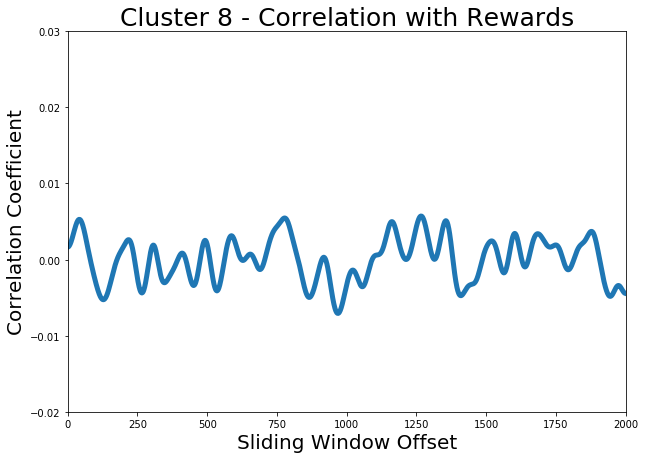 Cluster 8 - Correlation with Rewards
0.03
0.02
0.01
0.00
−0.01
−0.02
Correlation Coefficient
0 250 500 750 1000 1250 1500 1750 2000
Sliding Window Offset